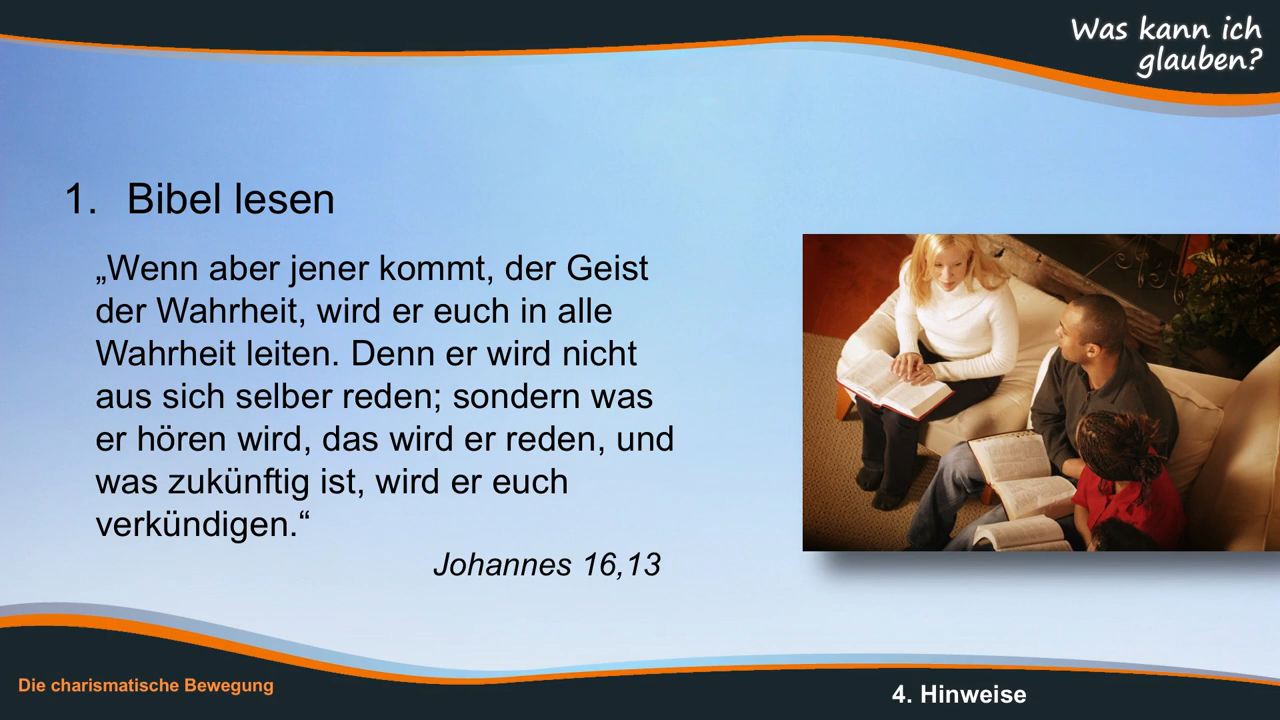 Was kann ich
glauben?
1. Bibel lesen
„Wenn aber jener kommt, der Geist
der Wahrheit, wird er euch in alle
Wahrheit leiten. Denn er wird nicht
aus sich selber reden; sondern was
er hören wird, das wird er reden, und
was zukünftig ist, wird er euch
verkündigen.“
Johannes 16,13
Die charismatische Bewegung
4. Hinweise